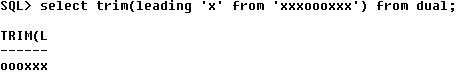 SQL> select trim(leading 'x' from 'xxxoooxxx') from dual;
TRIM(L
------
oooxxx